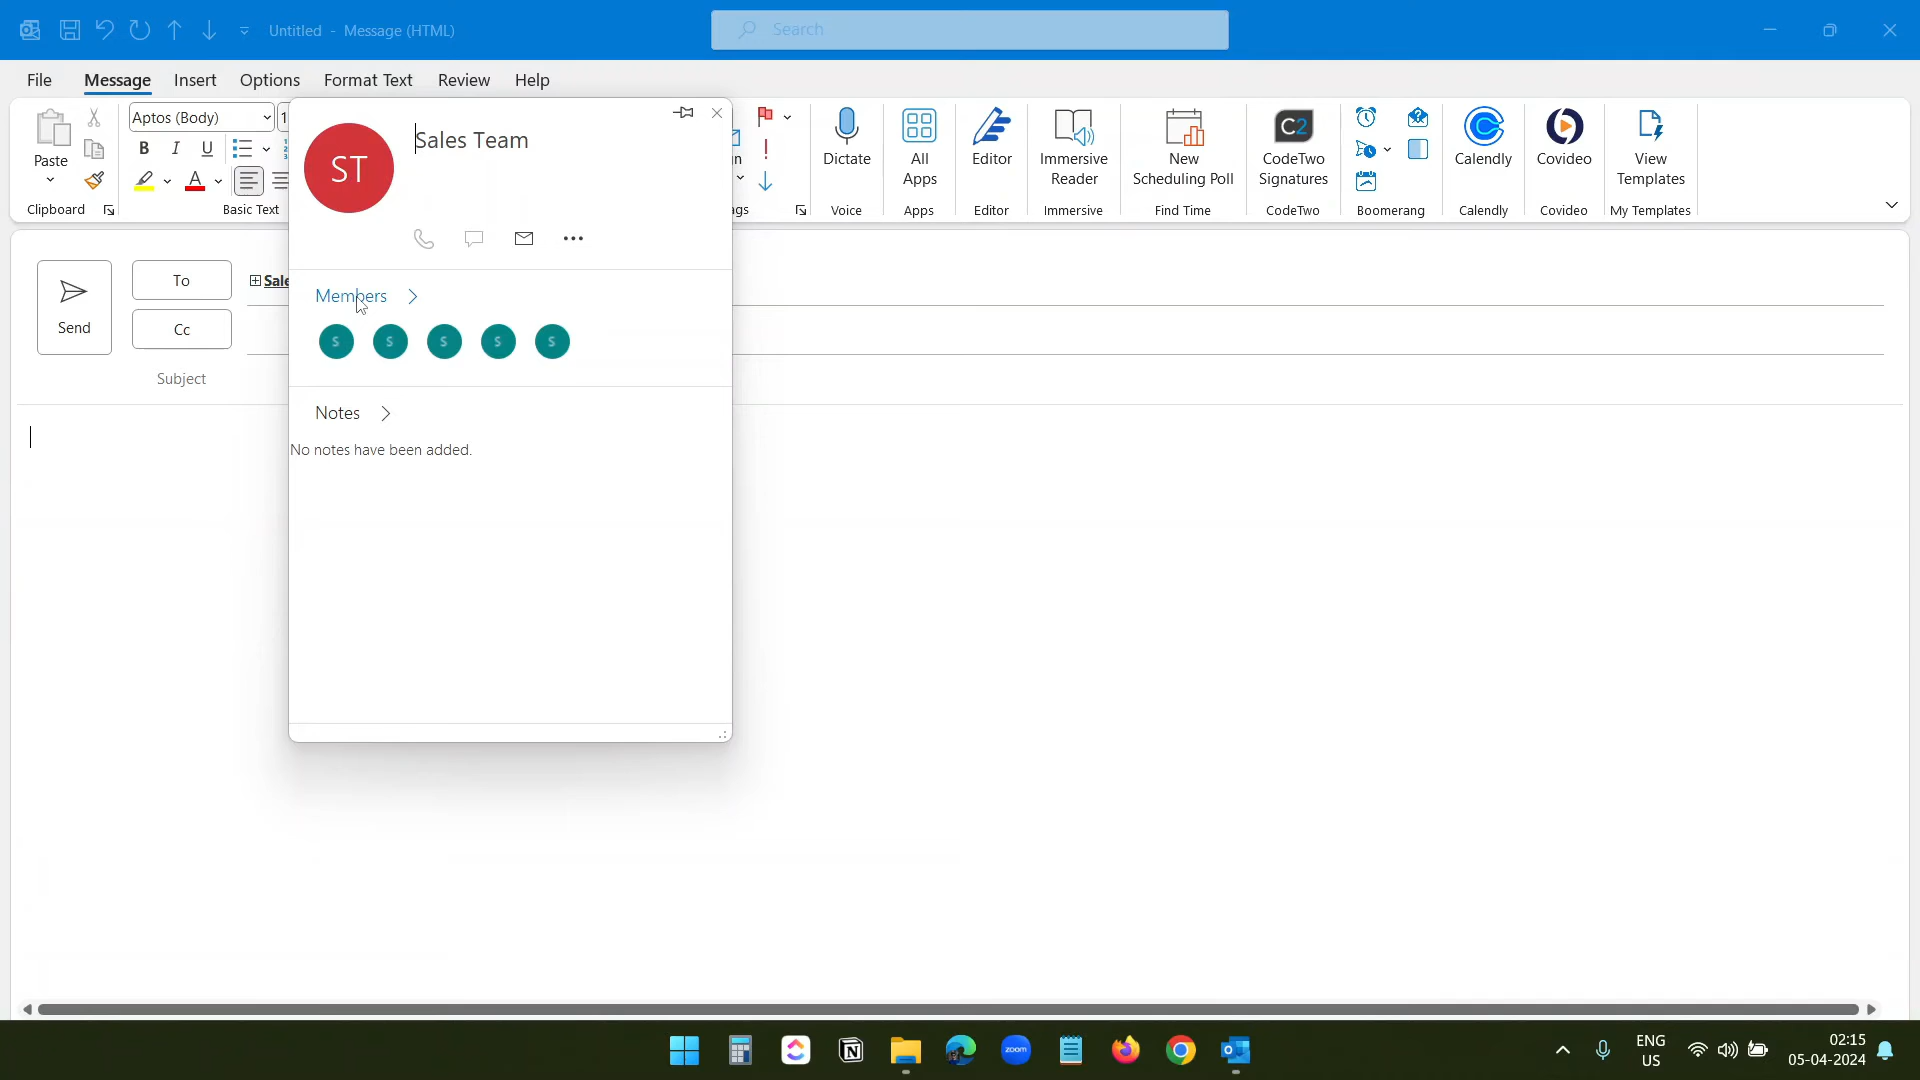 Untitled - Message (HTML)
Search
File Message Insert Options Format Text Review Help
Paste
Clipboard
Aptos (Body)
B I U
A
Basic Text
Dictate
Voice
All
Apps
Apps
Editor
Editor
Immersive
Reader
Immersive
New
Scheduling Poll
Find Time
C2
CodeTwo
Signatures
CodeTwo
Boomerang
Calendly
Calendly
Covideo
Covideo
View
Templates
My Templates
Send
To
Cc
Subject
ST
Sales Team
Members
S S S S S
Notes
No notes have been added.
zoom
ENG
US
02:15
05-04-2024